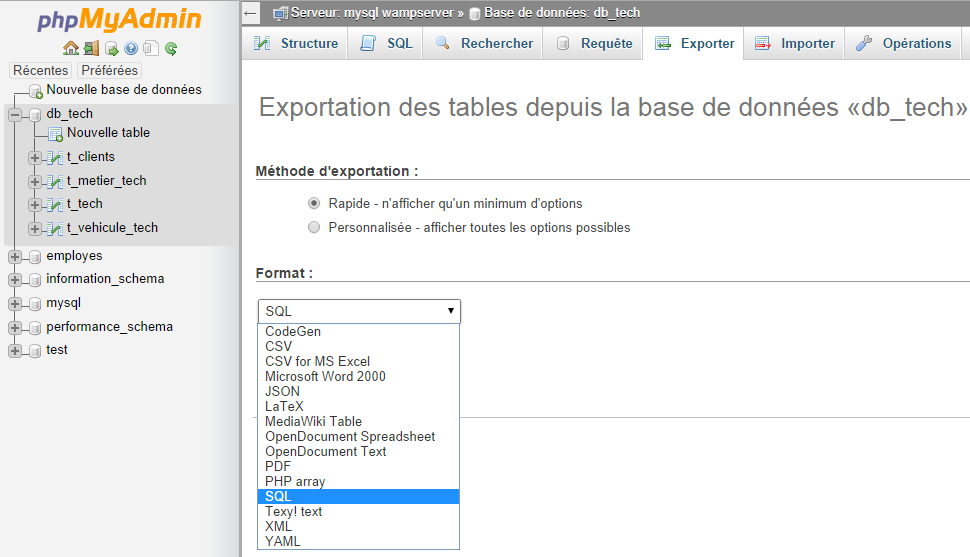 phpMyAdmin
Récentes Préférées
Nouvelle base de données
db_tech
Nouvelle table
t_clients
t_metier_tech
t_tech
t_vehicule_tech
employes
information_schema
mysql
performance_schema
test
Serveur: mysql wampserver » Base de données: db_tech
Structure SQL Rechercher Requête Exporter Importer Opérations
Exportation des tables depuis la base de données «db_tech»
Méthode d'exportation :
Rapide - n'afficher qu'un minimum d'options
Personnalisée - afficher toutes les options possibles
Format :
SQL
CodeGen
CSV
CSV for MS Excel
Microsoft Word 2000
JSON
LaTeX
MediaWiki Table
OpenDocument Spreadsheet
OpenDocument Text
PDF
PHP array
SQL
Texy! text
XML
YAML